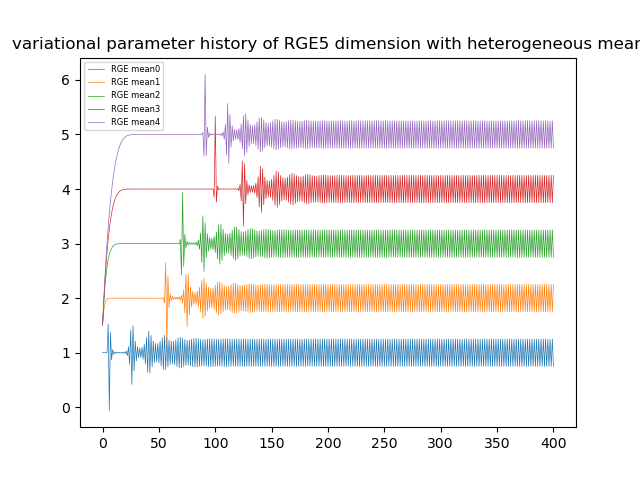 variational parameter history of RGE5 dimension with heterogeneous mean
RGE mean0
RGE mean1
RGE mean2
RGE mean3
RGE mean4
6
5
4
3
2
1
0
0 50 100 150 200 250 300 350 400